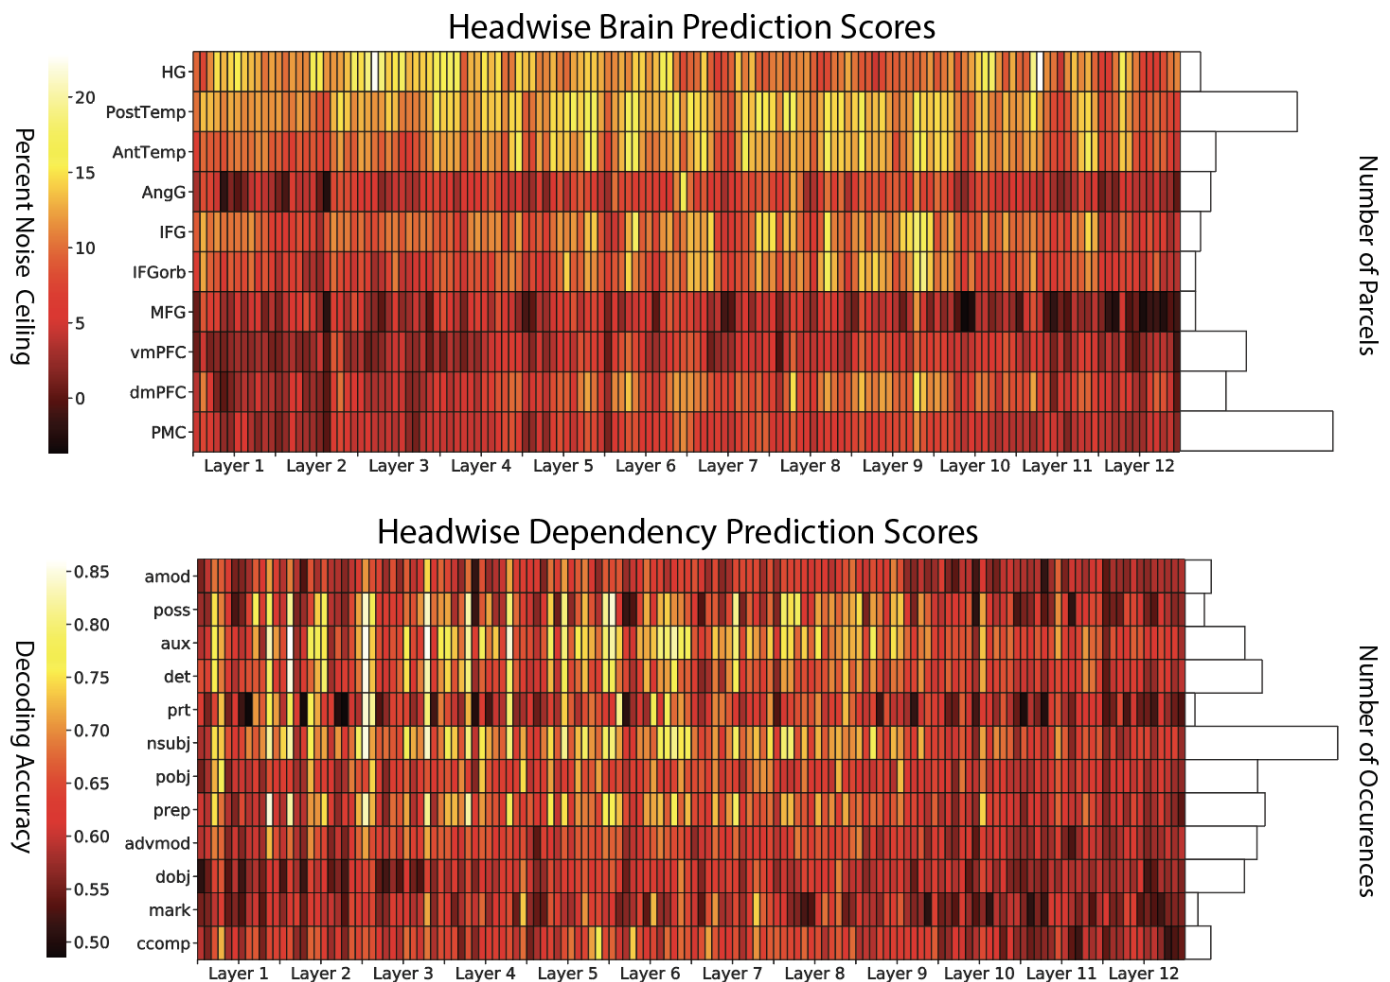 Headwise Brain Prediction Scores
Percent Noise Ceiling
20
15
10
5
0
HG
PostTemp
AntTemp
AngG
IFG
IFGorb
MFG
vmPFC
dmPFC
PMC
Layer 1 Layer 2 Layer 3 Layer 4 Layer 5 Layer 6 Layer 7 Layer 8 Layer 9 Layer 10 Layer 11 Layer 12
Number of Parcels
Headwise Dependency Prediction Scores
Decoding Accuracy
0.85
0.80
0.75
0.70
0.65
0.60
0.55
0.50
amod
poss
aux
det
prt
nsubj
pobj
prep
advmod
dobj
mark
ccomp
Layer 1 Layer 2 Layer 3 Layer 4 Layer 5 Layer 6 Layer 7 Layer 8 Layer 9 Layer 10 Layer 11 Layer 12
Number of Occurences